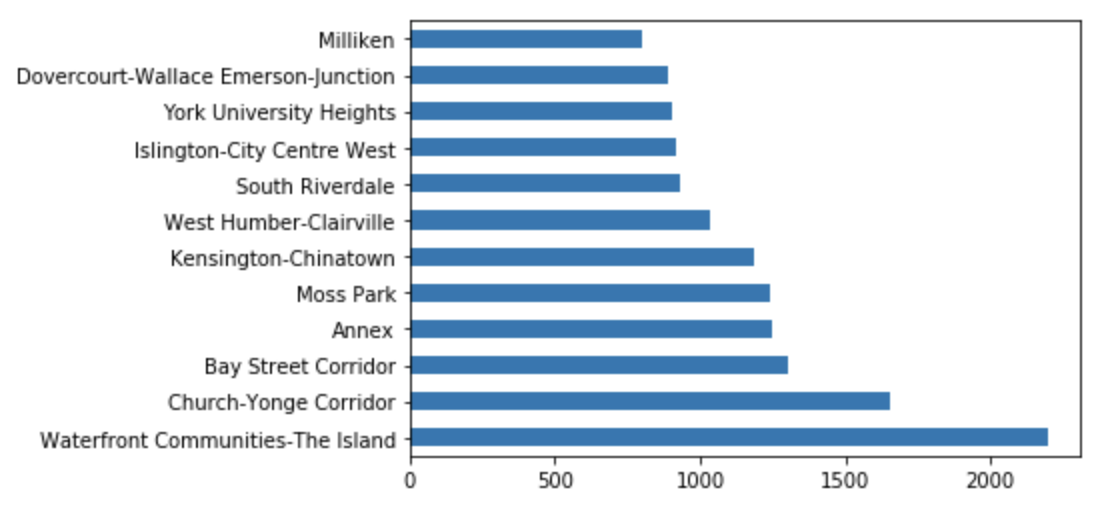 Milliken
Dovercourt-Wallace Emerson-Junction
York University Heights
Islington-City Centre West
South Riverdale
West Humber-Clairville
Kensington-Chinatown
Moss Park
Annex
Bay Street Corridor
Church-Yonge Corridor
Waterfront Communities-The Island
0 500 1000 1500 2000